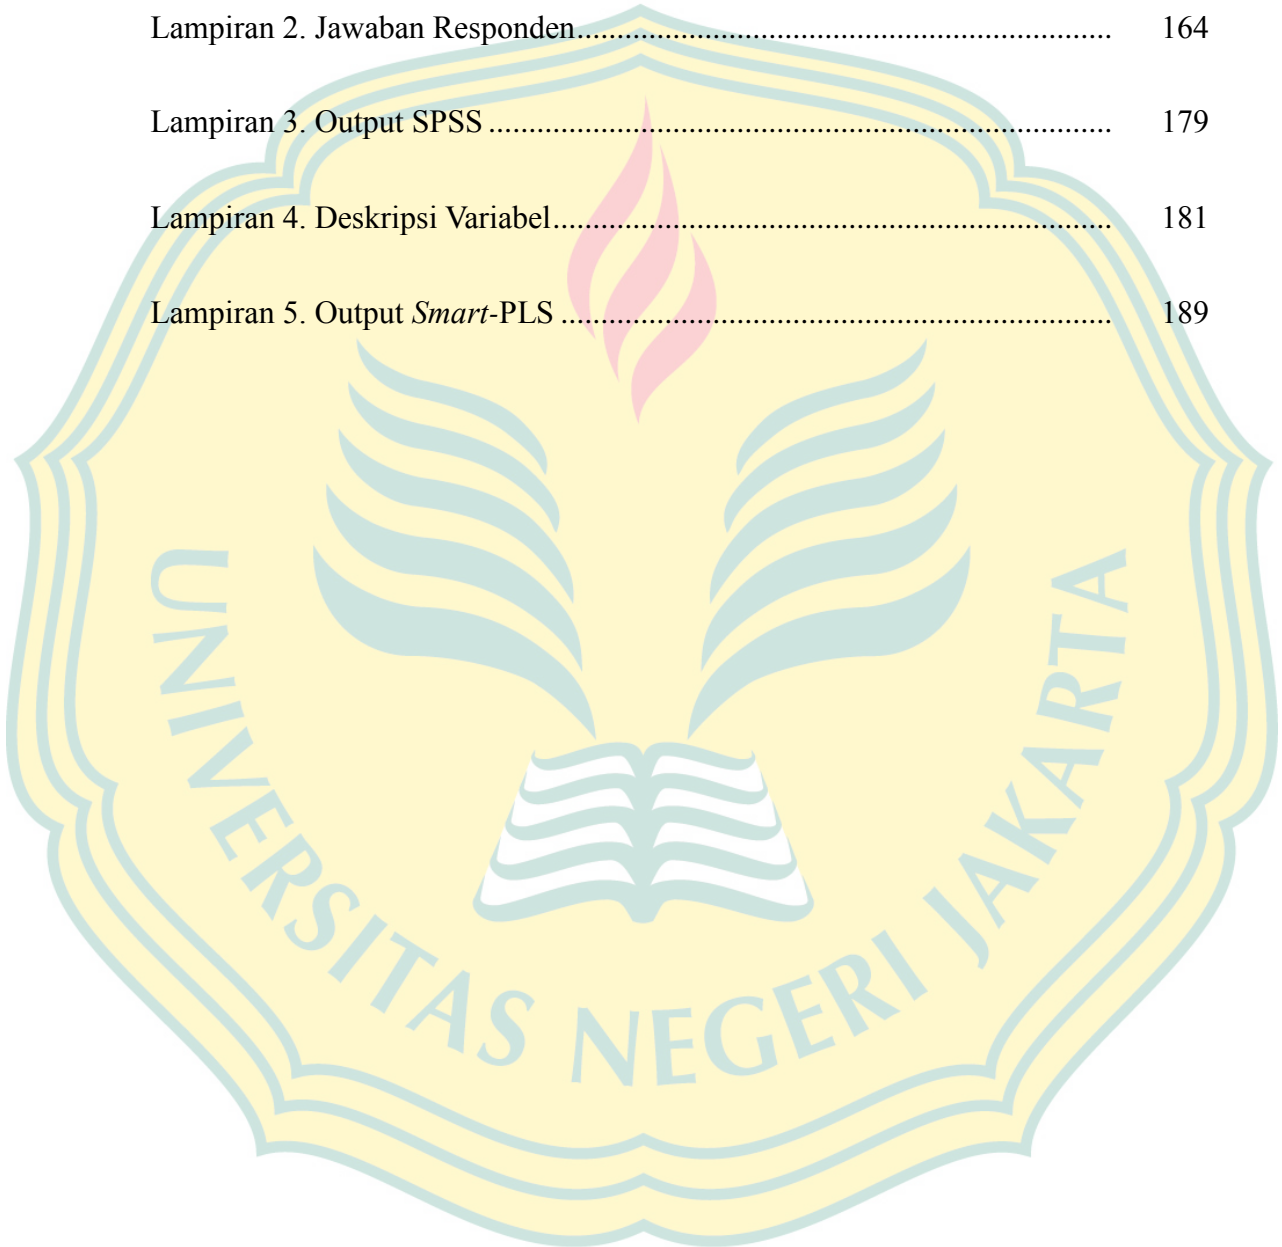 Lampiran 2. Jawaban Responden.................................................................. 164
Lampiran 3. Output SPSS ............................................................................. 179
Lampiran 4. Deskripsi Variabel..................................................................... 181
Lampiran 5. Output Smart-PLS .................................................................... 189
UNIVERSITAS NEGERI JAKARTA